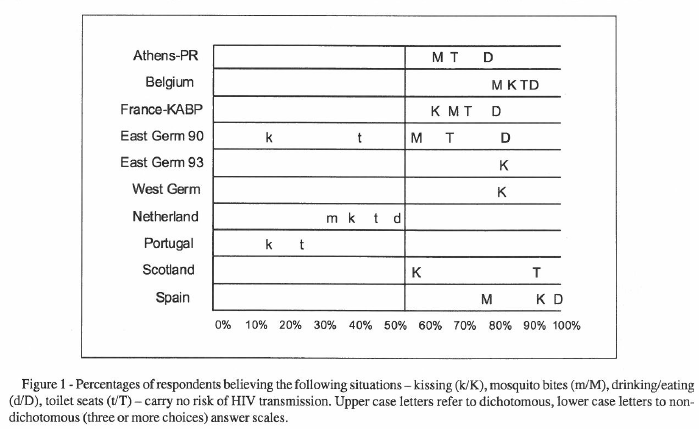 Athens-PR M T D
Belgium M K T D
France-KABP K M T D
East Germ 90 k t M T D
East Germ 93 K
West Germ K
Netherland m k t d
Portugal k t
Scotland K T
Spain M K D
0% 10% 20% 30% 40% 50% 60% 70% 80% 90% 100%
Figure 1 - Percentages of respondents believing the following situations – kissing (k/K), mosquito bites (m/M), drinking/eating
(d/D), toilet seats (t/T) – carry no risk of HIV transmission. Upper case letters refer to dichotomous, lower case letters to non-
dichotomous (three or more choices) answer scales.